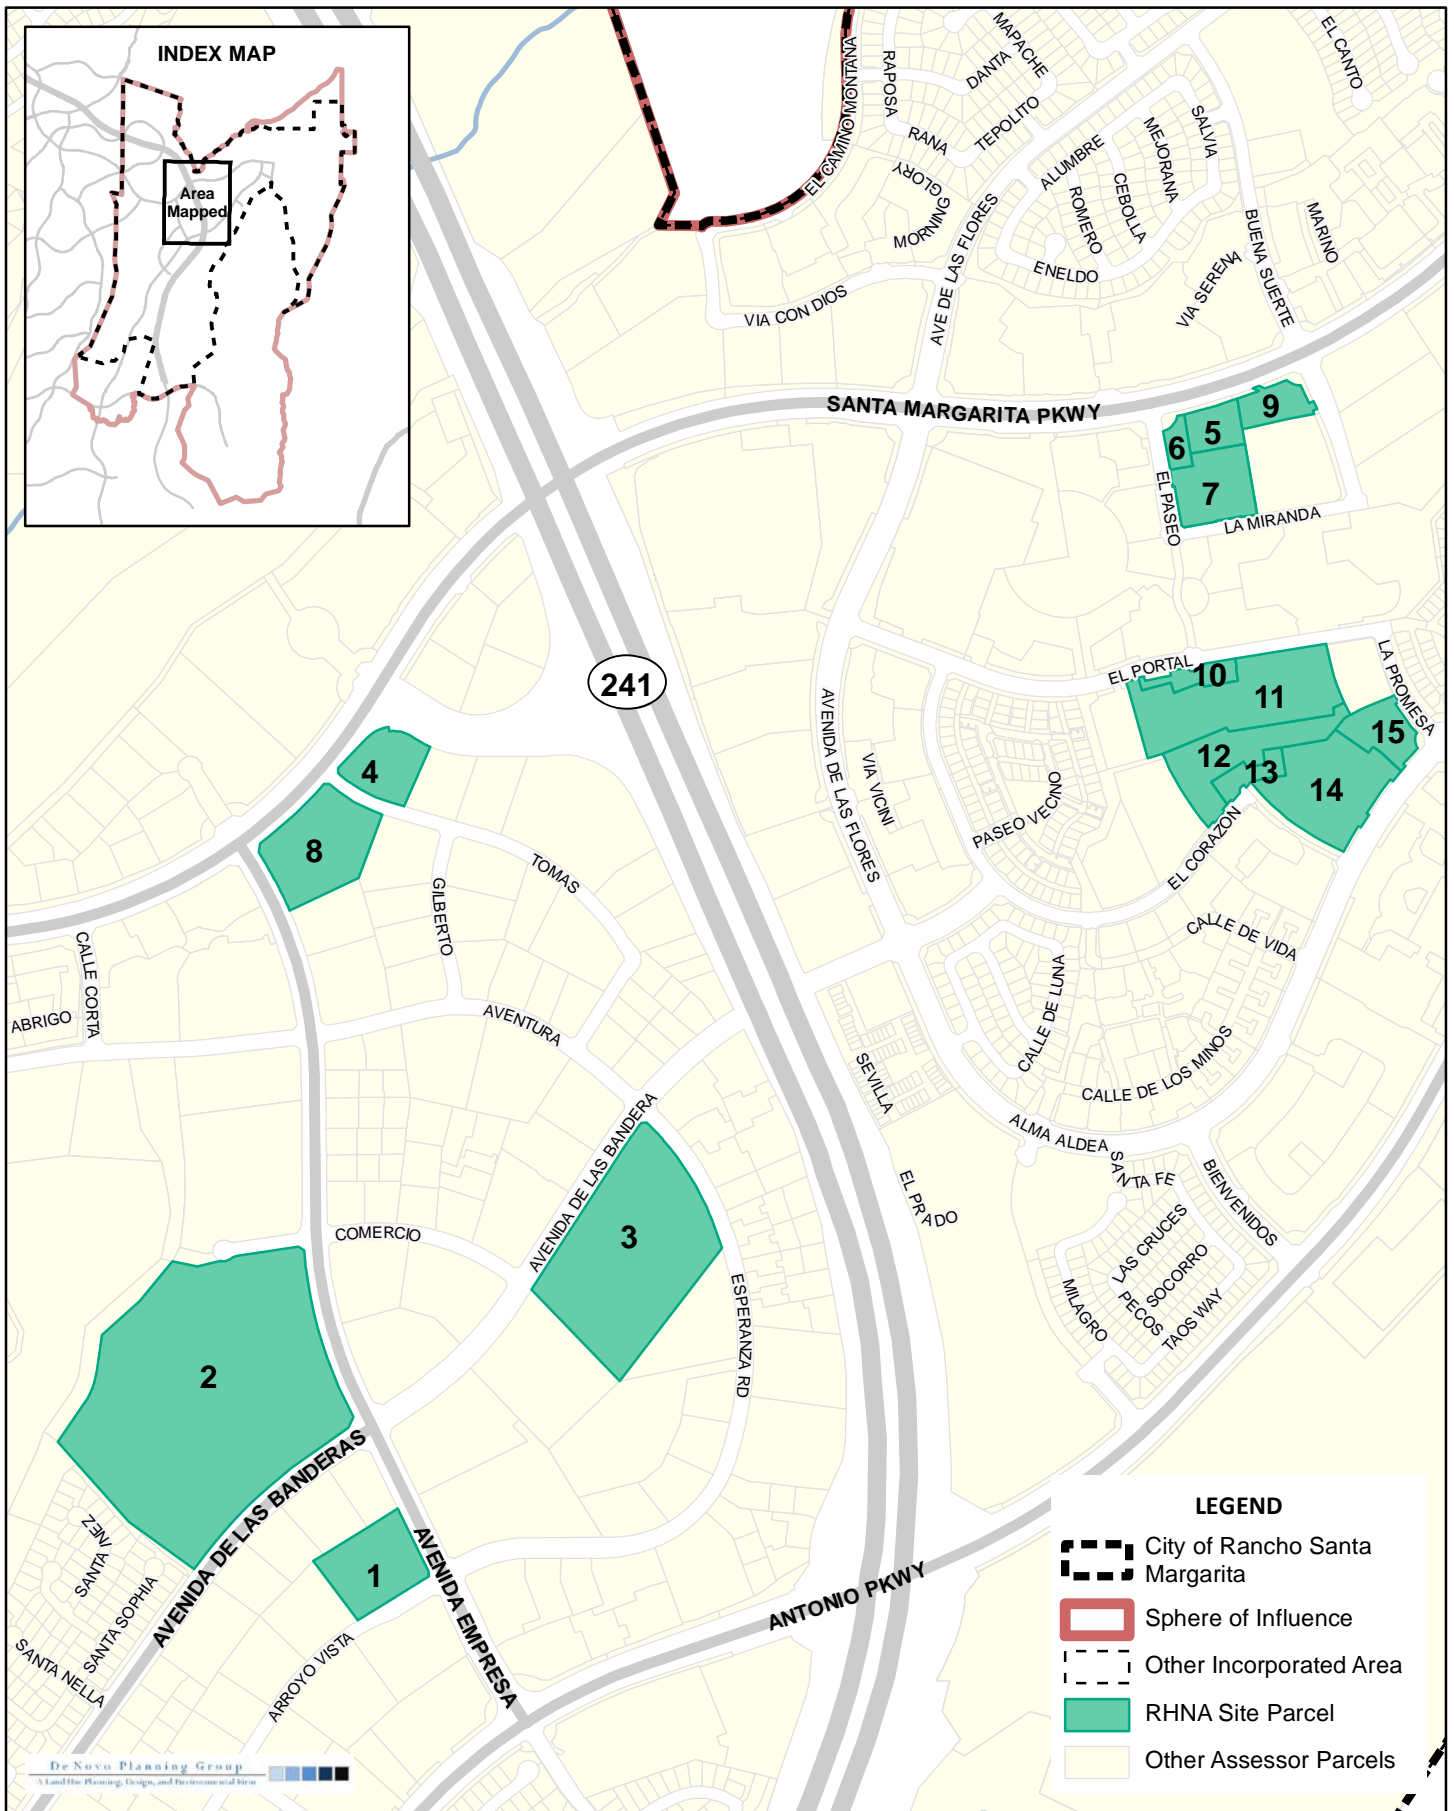 INDEX MAP
Area
Mapped
EL CAMINO MONTANA
RAPOSA
MAPACHE
DANTA
TEPOLITO
RANA
MORNING GLORY
ALUMBRE
MEJORANA
SALVIA
CEBOLLA
ROMERO
ENELDO
EL CANTO
BUENA SUERTE
MARINO
VIA SERENA
VIA CON DIOS
AVE DE LAS FLORES
SANTA MARGARITA PKWY
9
5
6
7
EL PASEO
LA MIRANDA
241
EL PORTAL
10
11
LA PROMESA
12
13
14
15
AVENIDA DE LAS FLORES
VIA VICINI
PASEO VECINO
EL CORAZON
4
8
TOMAS
GILBERTO
CALLE DE VIDA
CALLE CORTA
ABRIGO
AVENTURA
CALLE DE LUNA
CALLE DE LOS MINOS
SEVILLA
ALMA ALDEA
SANTA FE
BIENVENIDOS
AVENIDA DE LAS BANDERA
COMERCIO
3
EL PRADO
ESPERANZA RD
LAS CRUCES
SOCORRO
PECOS
MILAGRO
TAOS WAY
2
AVENIDA DE LAS BANDERAS
SANTA INEZ
SANTA SOPHIA
SANTA NELLA
1
AVENIDA EMPRESA
ARROYO VISTA
ANTONIO PKWY
LEGEND
City of Rancho Santa
Margarita
Sphere of Influence
Other Incorporated Area
RHNA Site Parcel
Other Assessor Parcels
De Novo Planning Group
A Land Use Planning, Design, and Environmental Firm